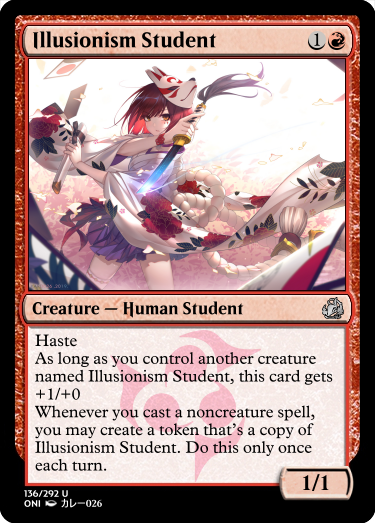 Illusionism Student 1
Creature — Human Student
Haste
As long as you control another creature
named Illusionism Student, this card gets
+1/+0
Whenever you cast a noncreature spell,
you may create a token that's a copy of
Illusionism Student. Do this only once
each turn.
1/1
136/292 U
ONI カレー026